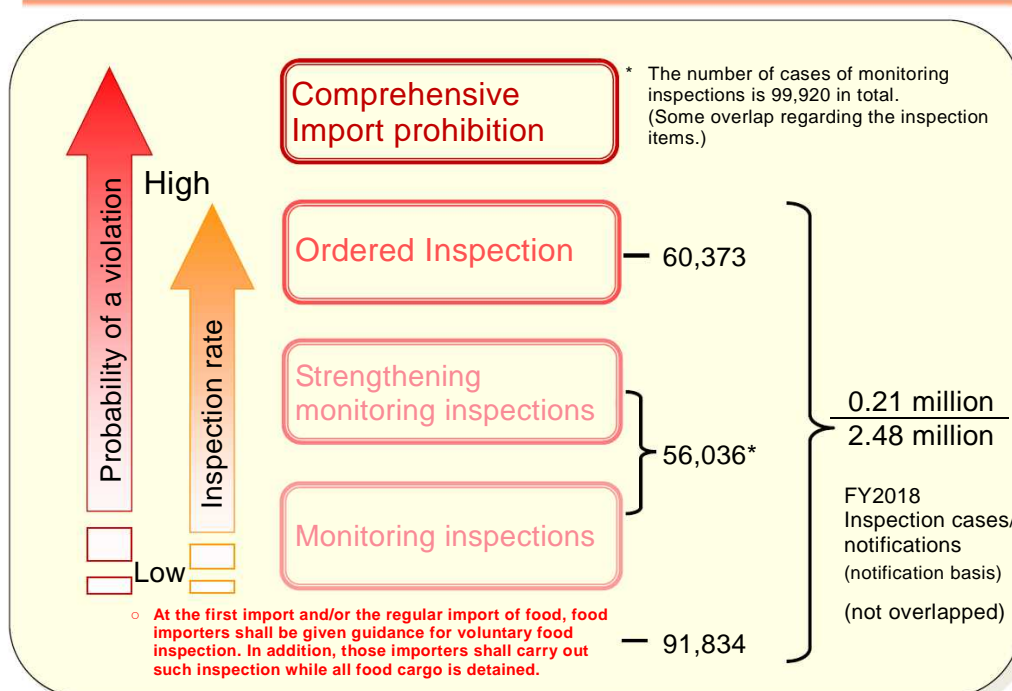 Comprehensive
Import prohibition
* The number of cases of monitoring
inspections is 99,920 in total.
(Some overlap regarding the inspection
items.)
Probability of a violation
High
Inspection rate
Low
Ordered Inspection
60,373
Strengthening
monitoring inspections
56,036*
Monitoring inspections
0.21 million
2.48 million
FY2018
Inspection cases/
notifications
(notification basis)
(not overlapped)
○ At the first import and/or the regular import of food, food
importers shall be given guidance for voluntary food
inspection. In addition, those importers shall carry out
such inspection while all food cargo is detained.
91,834